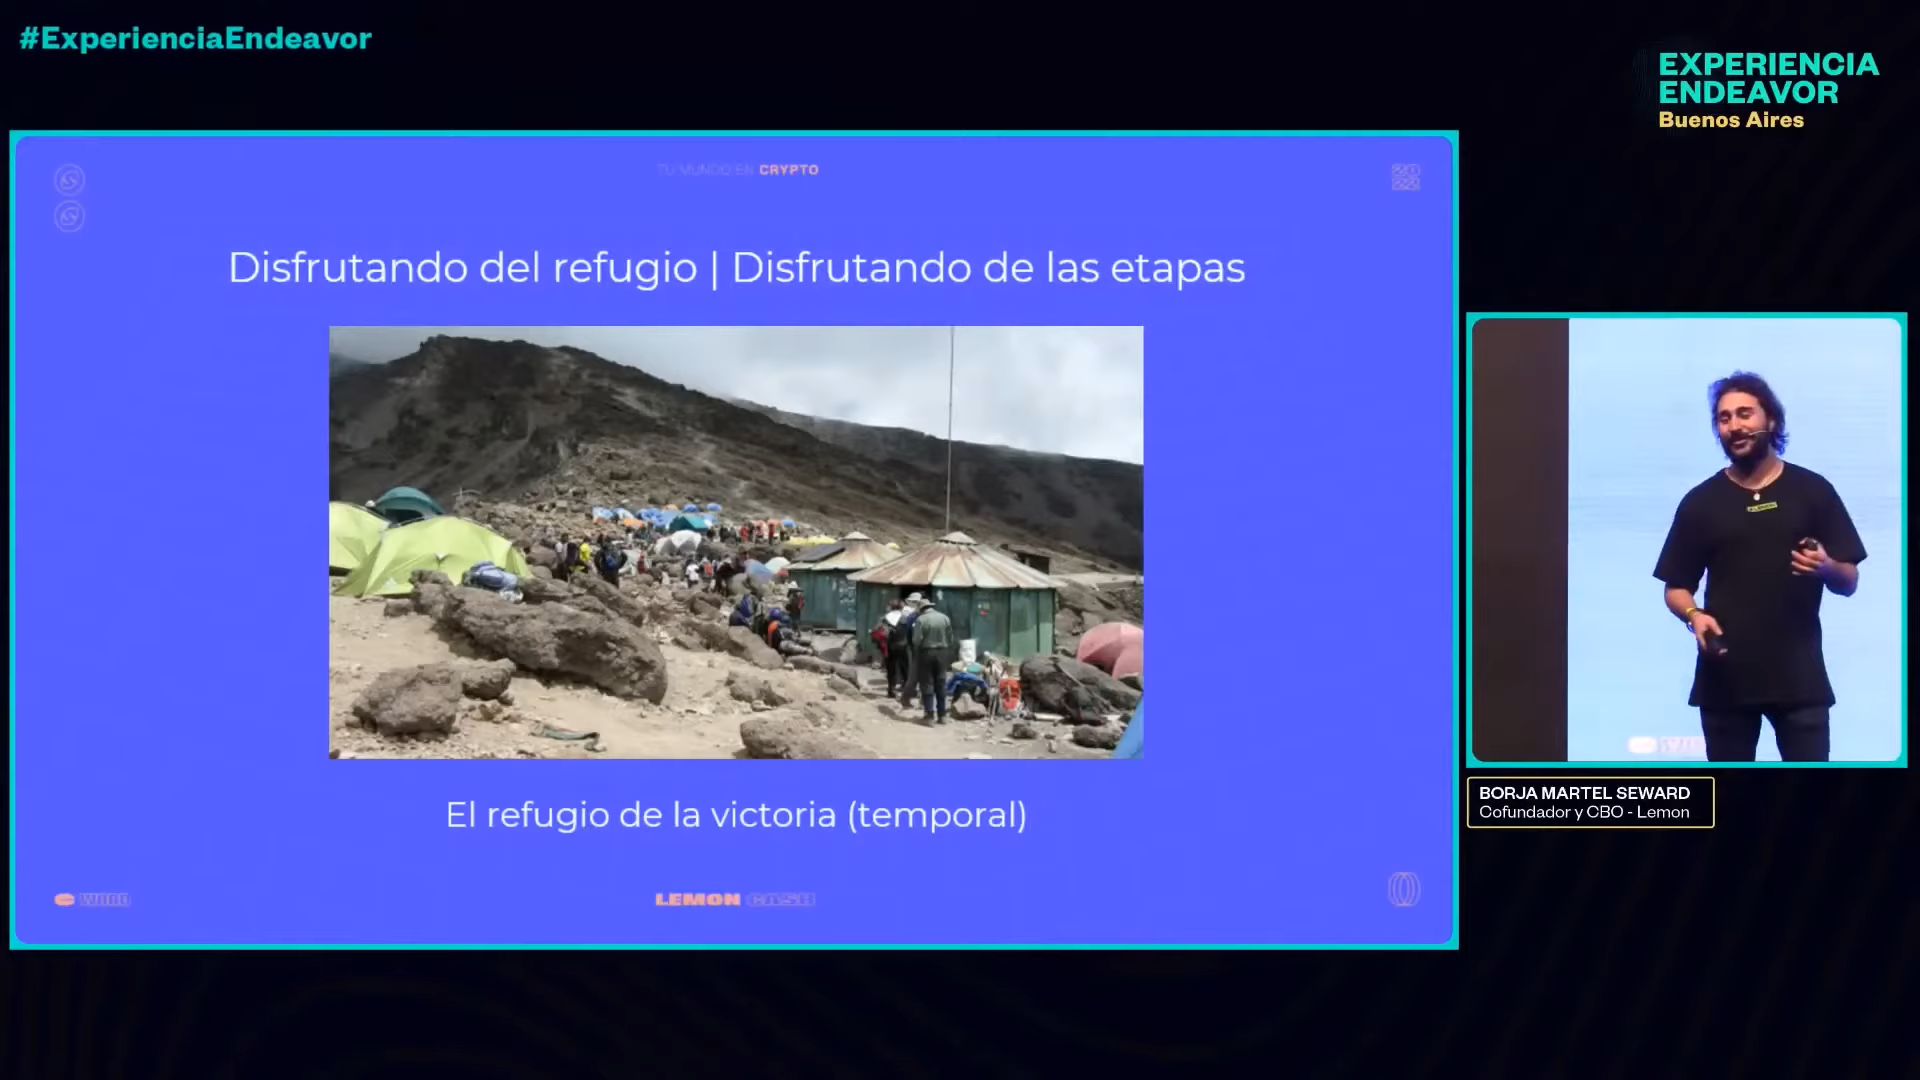 #ExperienciaEndeavor
EXPERIENCIA
ENDEAVOR
Buenos Aires
TU MUNDO EN CRYPTO
2022
Disfrutando del refugio | Disfrutando de las etapas
El refugio de la victoria (temporal)
LEMON CASH
BORJA MARTEL SEWARD
Cofundador y CBO - Lemon